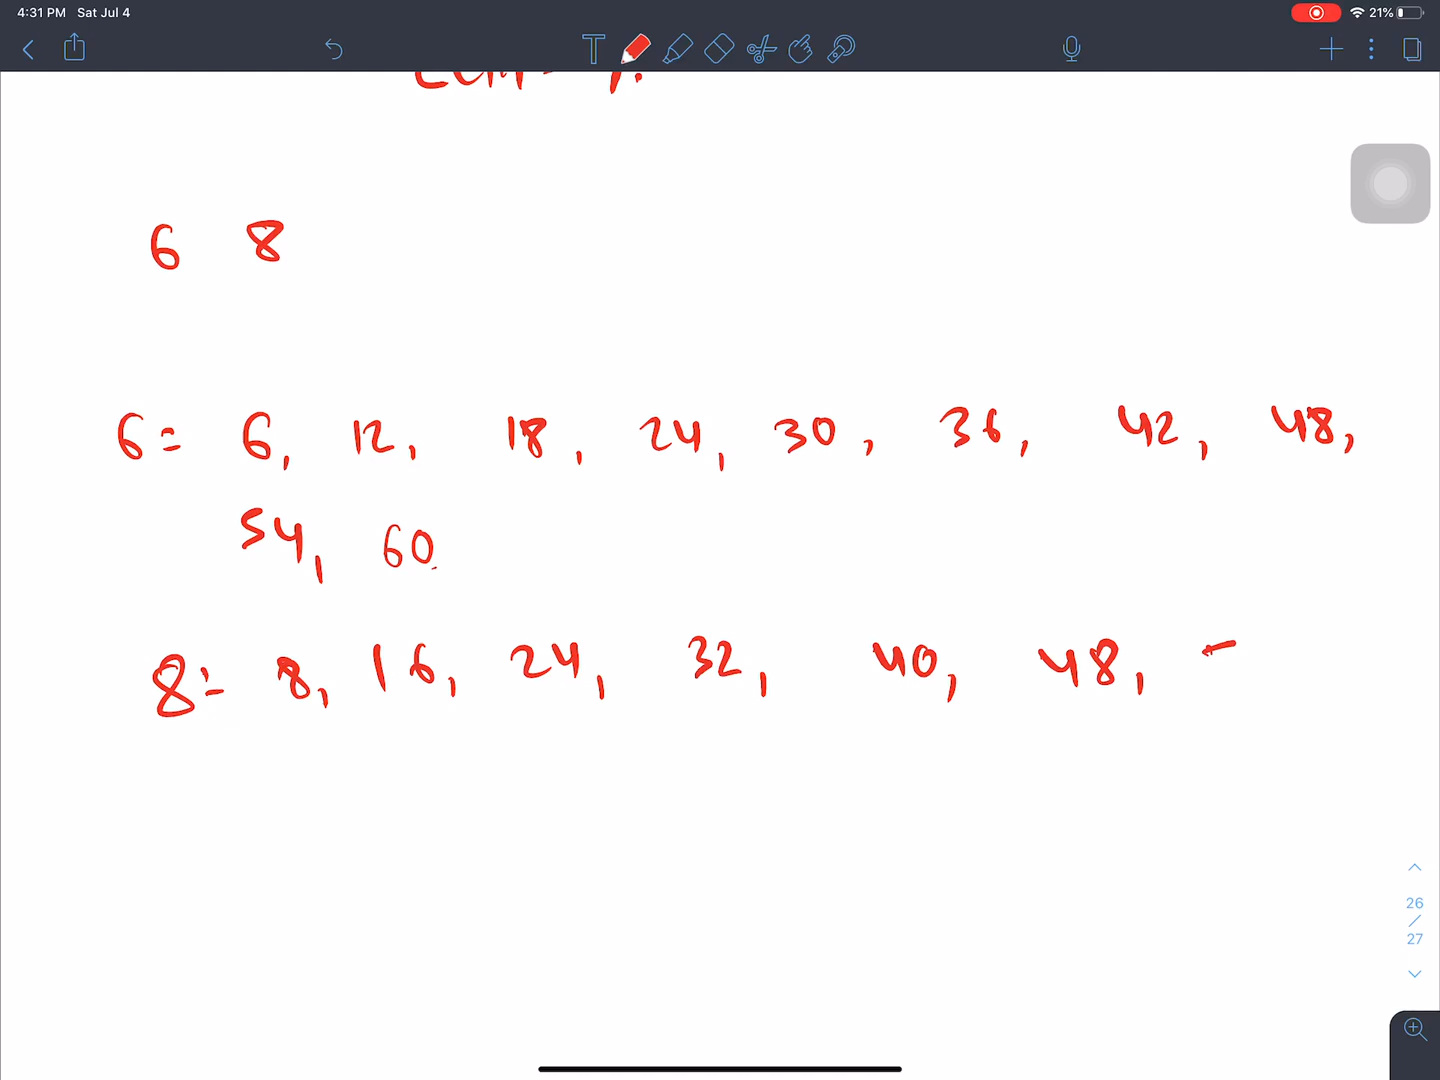 4:31 PM Sat Jul 4
21%
T
6 8
6= 6, 12, 18, 24, 30, 36, 42, 48,
54, 60
8= 8, 16, 24, 32, 40, 48,
26
/
27